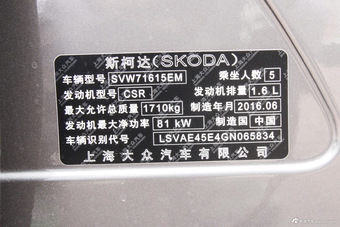 斯柯达(SKODA)
车辆型号 SVW71615EM 乘坐人数 5
发动机型号 CSR 发动机排量 1.6 L
最大允许总质量 1710kg 制造年月 2016.06
发动机最大净功率 81 kW 制造国 中国
车辆识别代号 LSVAE45E4GN065834
上海大众汽车有限公司